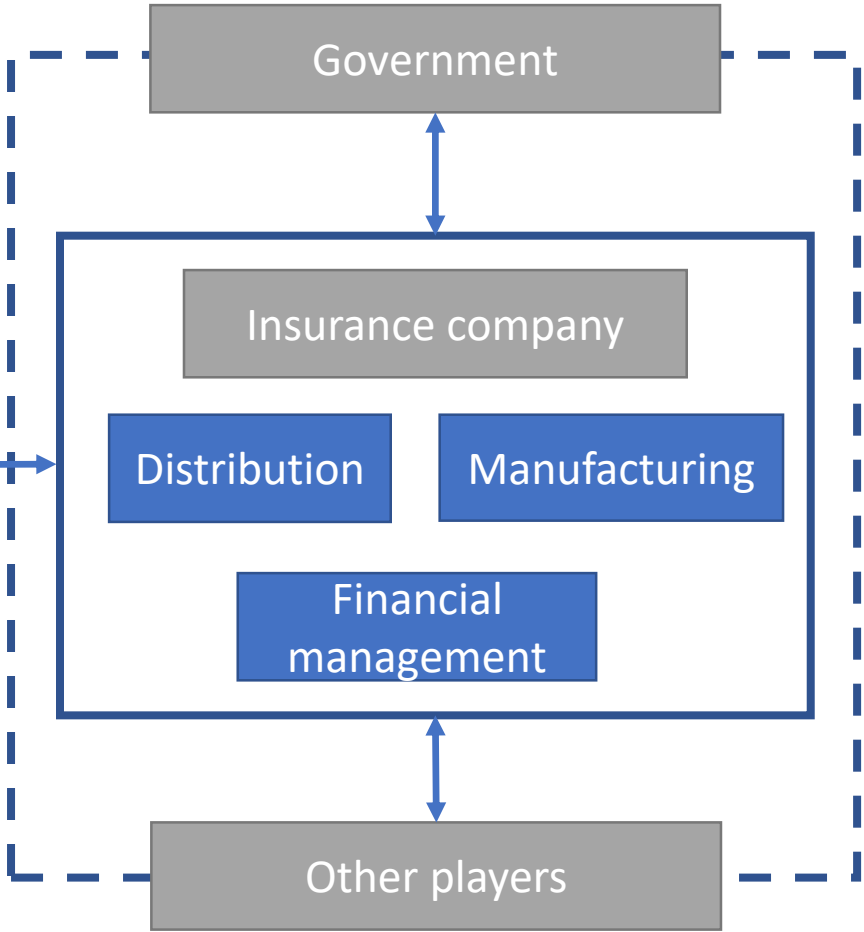 Government
Insurance company
Distribution
Manufacturing
Financial
management
Other players